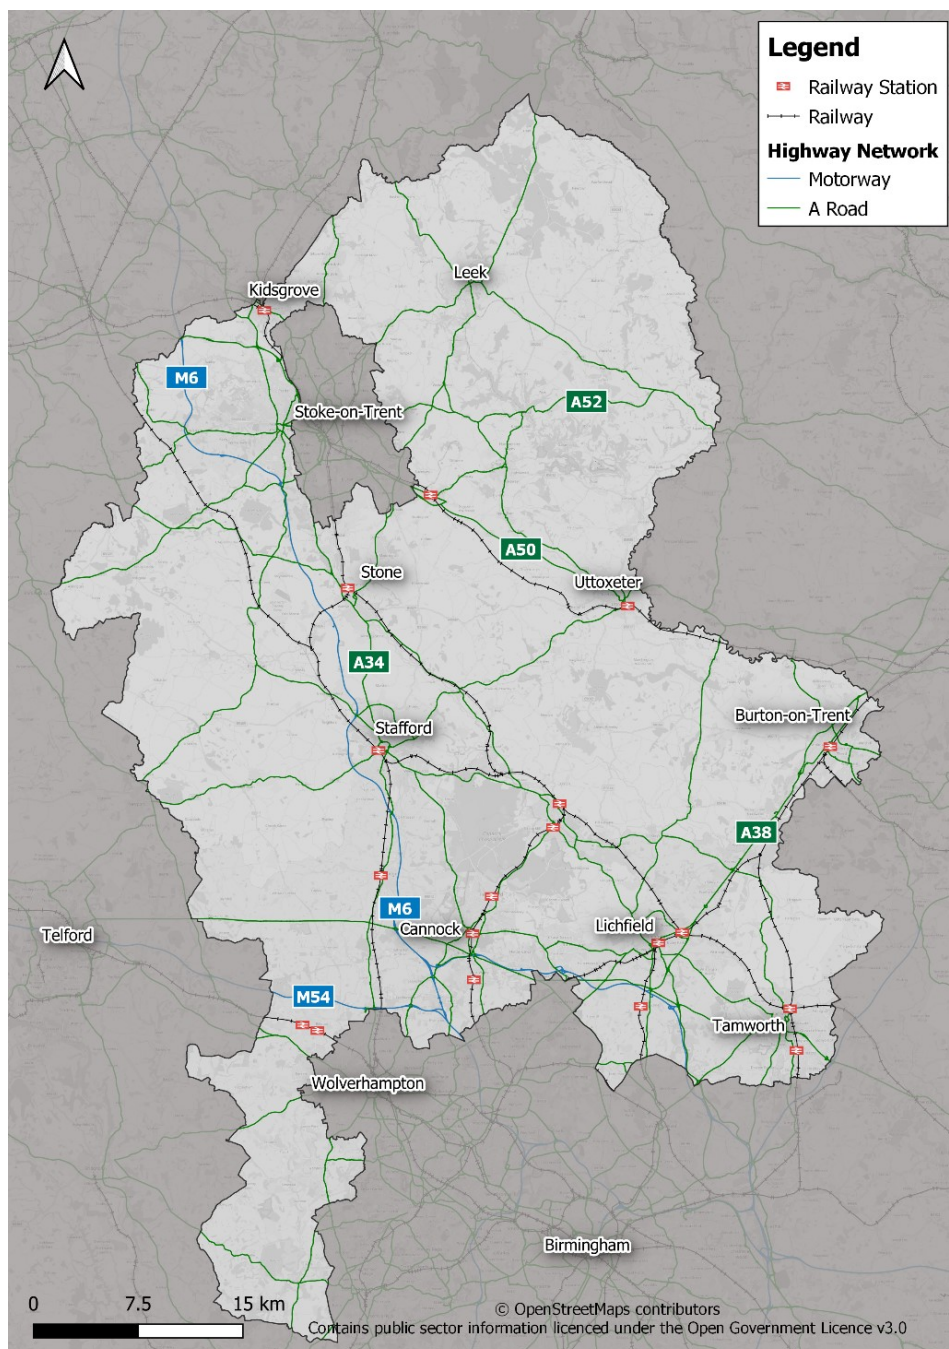 Legend
Railway Station
Railway
Highway Network
Motorway
A Road
Leek
Kidsgrove
M6
A52
Stoke-on-Trent
A50
Stone
Uttoxeter
A34
Burton-on-Trent
Stafford
A38
M6
Cannock
Lichfield
Telford
M54
Tamworth
Wolverhampton
Birmingham
0 7.5 15 km
© OpenStreetMaps contributors
Contains public sector information licenced under the Open Government Licence v3.0